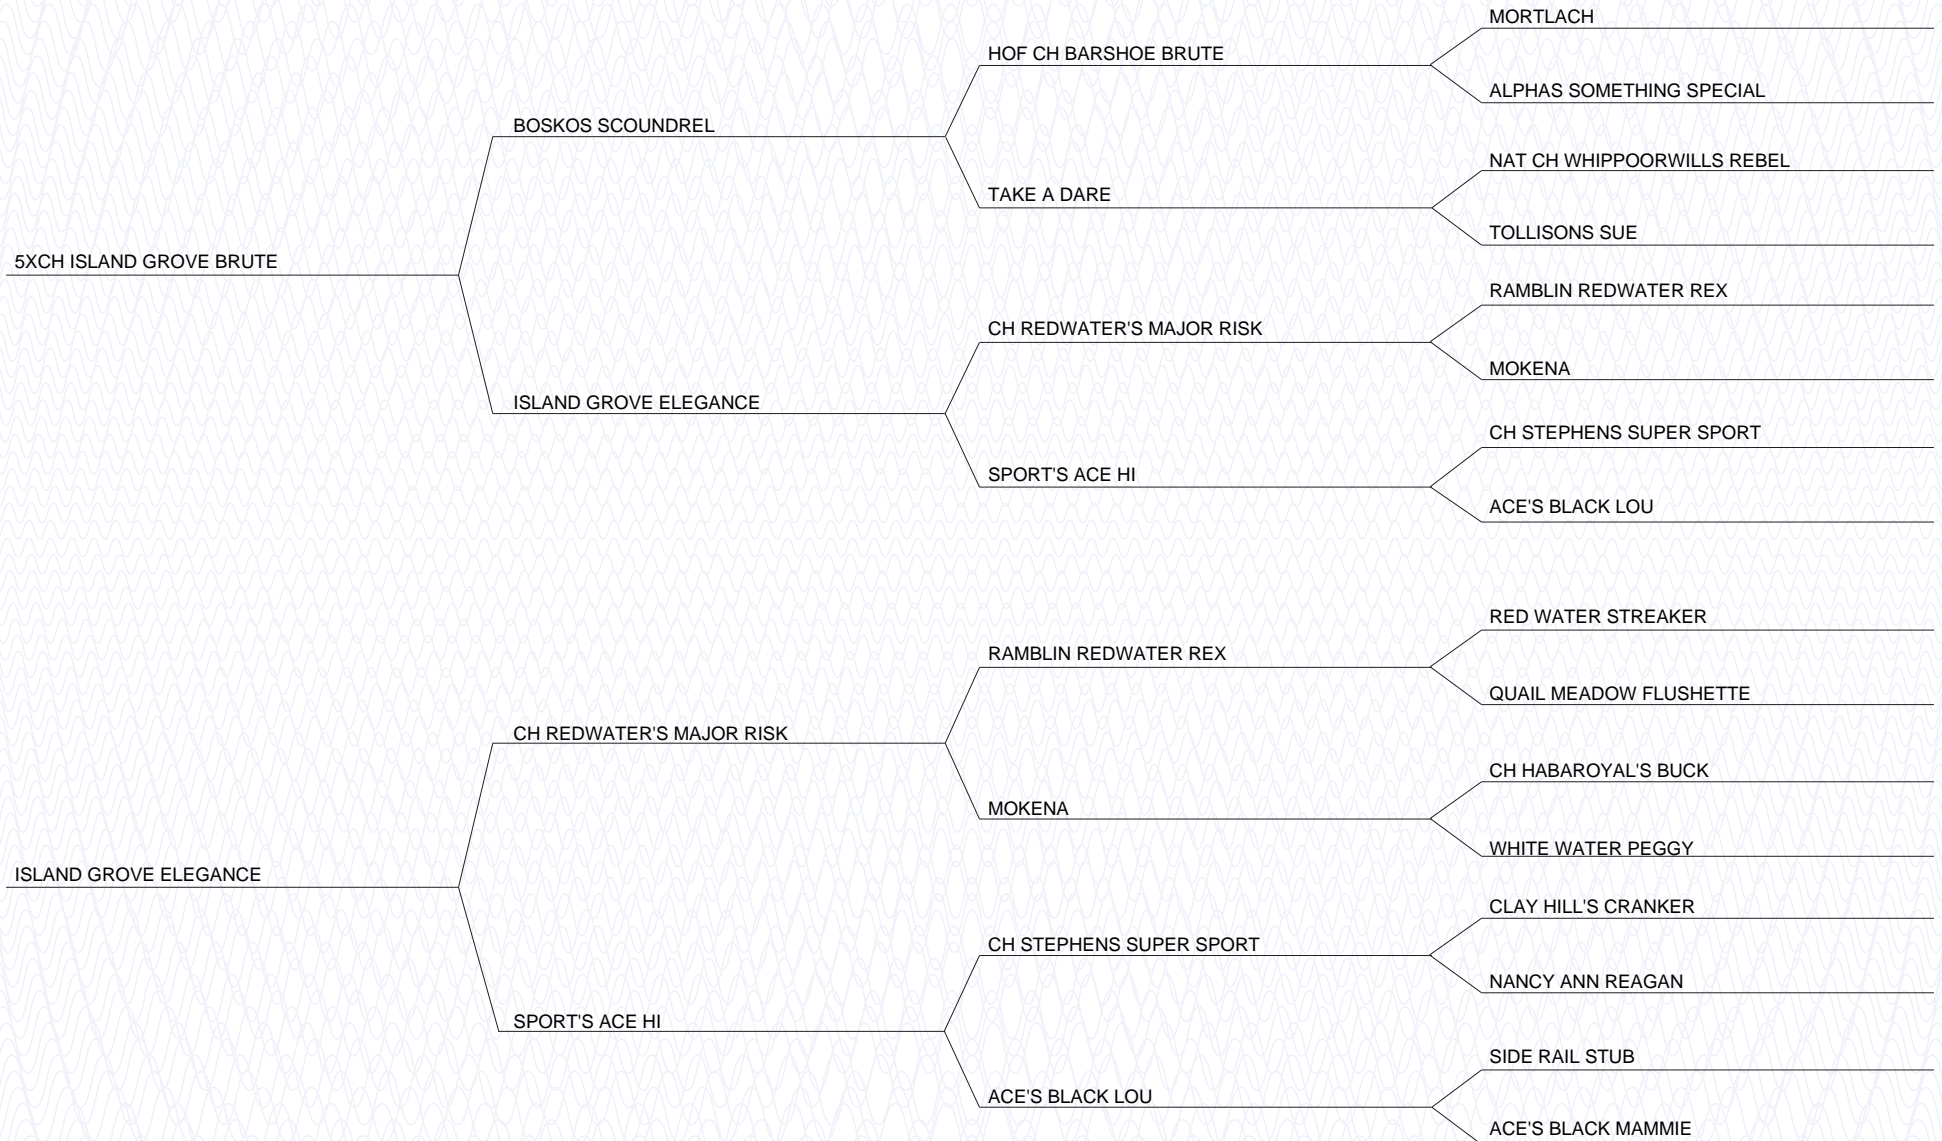 MORTLACH
HOF CH BARSHOE BRUTE
ALPHAS SOMETHING SPECIAL
BOSKOS SCOUNDREL
NAT CH WHIPPOORWILLS REBEL
TAKE A DARE
TOLLISONS SUE
5XCH ISLAND GROVE BRUTE
RAMBLIN REDWATER REX
CH REDWATER'S MAJOR RISK
MOKENA
ISLAND GROVE ELEGANCE
CH STEPHENS SUPER SPORT
SPORT'S ACE HI
ACE'S BLACK LOU
RED WATER STREAKER
RAMBLIN REDWATER REX
QUAIL MEADOW FLUSHETTE
CH REDWATER'S MAJOR RISK
CH HABAROYAL'S BUCK
MOKENA
WHITE WATER PEGGY
ISLAND GROVE ELEGANCE
CLAY HILL'S CRANKER
CH STEPHENS SUPER SPORT
NANCY ANN REAGAN
SPORT'S ACE HI
SIDE RAIL STUB
ACE'S BLACK LOU
ACE'S BLACK MAMMIE